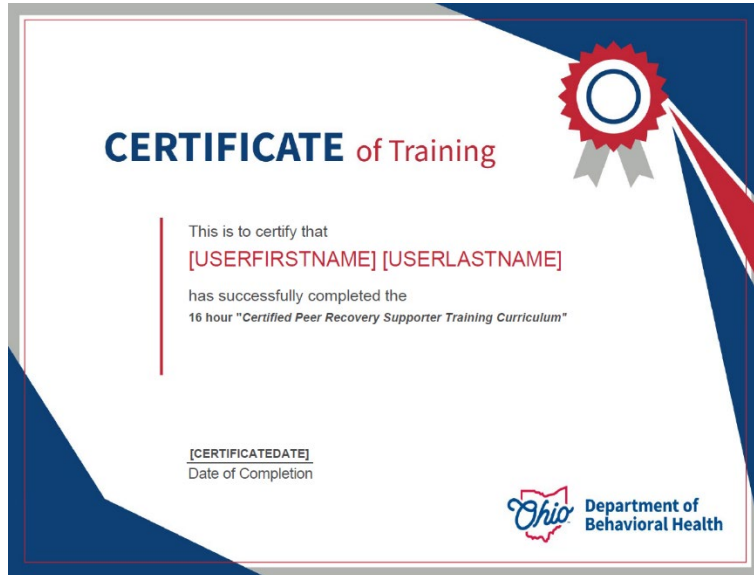 CERTIFICATE of Training
This is to certify that
[USERFIRSTNAME] [USERLASTNAME]
has successfully completed the
16 hour "Certified Peer Recovery Supporter Training Curriculum"
[CERTIFICATEDATE]
Date of Completion
Ohio
Department of
Behavioral Health